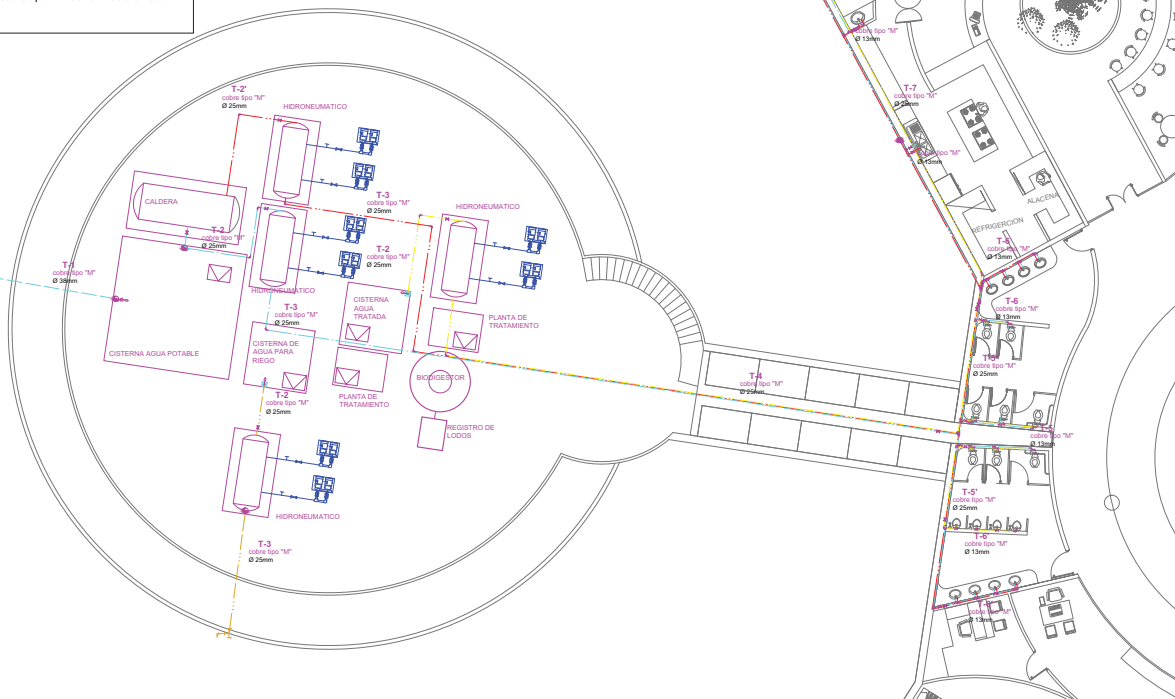 T-2'
cobre tipo "M"
Ø 25mm
HIDRONEUMATICO
CALDERA
T-3
cobre tipo "M"
Ø 25mm
HIDRONEUMATICO
T-2
cobre tipo "M"
Ø 25mm
T-2
cobre tipo "M"
Ø 25mm
T-1
cobre tipo "M"
Ø 38mm
HIDRONEUMATICO
T-3
cobre tipo "M"
Ø 25mm
CISTERNA
AGUA
TRATADA
PLANTA DE
TRATAMIENTO
CISTERNA AGUA POTABLE
CISTERNA DE
AGUA PARA
RIEGO
PLANTA DE
TRATAMIENTO
BIODIGESTOR
T-2
cobre tipo "M"
Ø 25mm
REGISTRO DE
LODOS
HIDRONEUMATICO
T-3
cobre tipo "M"
Ø 25mm
T-4
cobre tipo "M"
Ø 25mm
cobre tipo "M"
Ø 13mm
T-7
cobre tipo "M"
Ø 25mm
cobre tipo "M"
Ø 13mm
ALACENA
REFRIGERCIÓN
T-6
cobre tipo "M"
Ø 13mm
T-6
cobre tipo "M"
Ø 13mm
T-5'
cobre tipo "M"
Ø 25mm
cobre tipo "M"
Ø 13mm
T-5'
cobre tipo "M"
Ø 25mm
T-6'
cobre tipo "M"
Ø 13mm
cobre tipo "M"
Ø 13mm